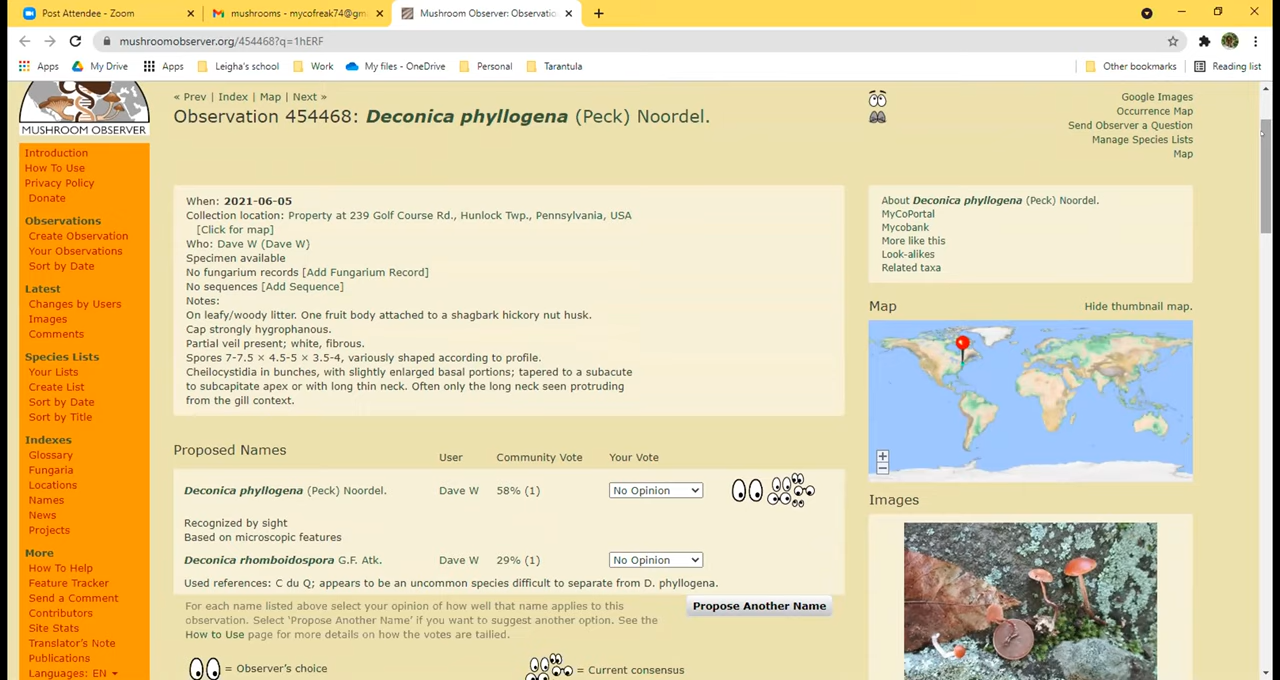 Post Attendee - Zoom
mushrooms - mycofreak74@gm
Mushroom Observer: Observatio
mushroomobserver.org/454468?q=1hERF
Apps
My Drive
Apps
Leigha's school
Work
My files - OneDrive
Personal
Tarantula
Other bookmarks
Reading list
MUSHROOM OBSERVER
Introduction
How To Use
Privacy Policy
Donate
Observations
Create Observation
Your Observations
Sort by Date
Latest
Changes by Users
Images
Comments
Species Lists
Your Lists
Create List
Sort by Date
Sort by Title
Indexes
Glossary
Fungaria
Locations
Names
News
Projects
More
How To Help
Feature Tracker
Send a Comment
Contributors
Site Stats
Translator's Note
Publications
Languages: EN
« Prev | Index | Map | Next »
Observation 454468: Deconica phyllogena (Peck) Noordel.
When: 2021-06-05
Collection location: Property at 239 Golf Course Rd., Hunlock Twp., Pennsylvania, USA
[Click for map]
Who: Dave W (Dave W)
Specimen available
No fungarium records [Add Fungarium Record]
No sequences [Add Sequence]
Notes:
On leafy/woody litter. One fruit body attached to a shagbark hickory nut husk.
Cap strongly hygrophanous.
Partial veil present; white, fibrous.
Spores 7-7.5 × 4.5-5 × 3.5-4, variously shaped according to profile.
Cheilocystidia in bunches, with slightly enlarged basal portions; tapered to a subacute
to subcapitate apex or with long thin neck. Often only the long neck seen protruding
from the gill context.
Proposed Names
User
Community Vote
Your Vote
Deconica phyllogena (Peck) Noordel.
Dave W
58% (1)
No Opinion
Recognized by sight
Based on microscopic features
Deconica rhomboidospora G.F. Atk.
Dave W
29% (1)
No Opinion
Used references: C du Q; appears to be an uncommon species difficult to separate from D. phyllogena.
For each name listed above select your opinion of how well that name applies to this
observation. Select 'Propose Another Name' if you want to suggest another option. See the
How to Use page for more details on how the votes are tallied.
Propose Another Name
= Observer's choice
= Current consensus
Google Images
Occurrence Map
Send Observer a Question
Manage Species Lists
Map
About Deconica phyllogena (Peck) Noordel.
MyCoPortal
Mycobank
More like this
Look-alikes
Related taxa
Map
Hide thumbnail map.
Images